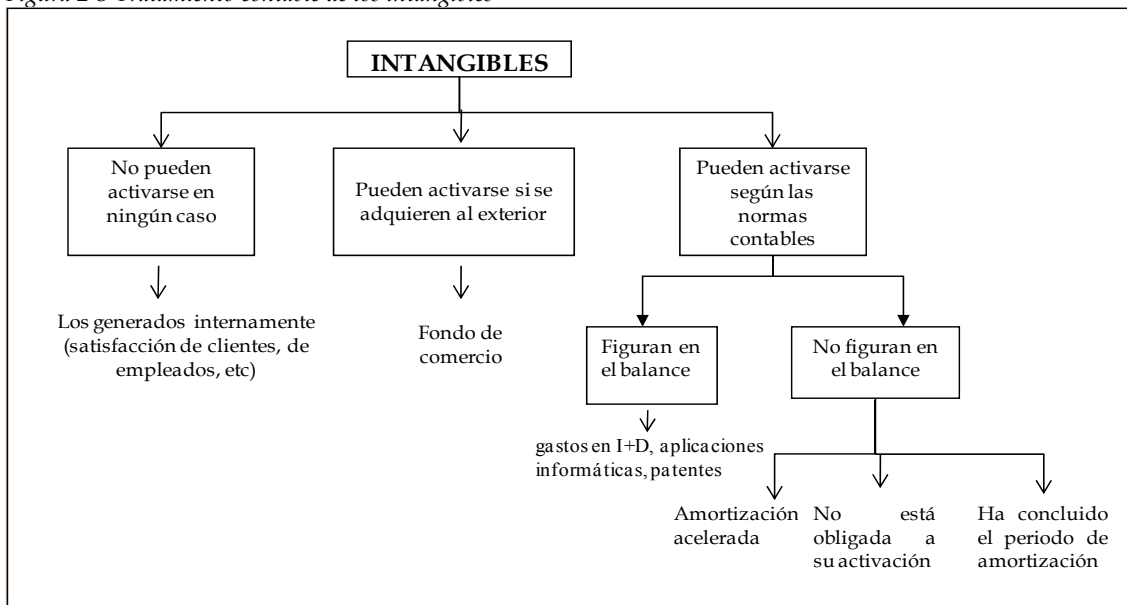 INTANGIBLES
No pueden
activarse en
ningún caso
Pueden activarse si se
adquieren al exterior
Pueden activarse
según las
normas
contables
Los generados internamente
(satisfacción de clientes, de
empleados, etc)
Fondo de
comercio
Figuran en
el balance
No figuran en
el balance
gastos en I+D, aplicaciones
informáticas, patentes
Amortización
acelerada
No está
obligada a
su activación
Ha concluido
el periodo de
amortización